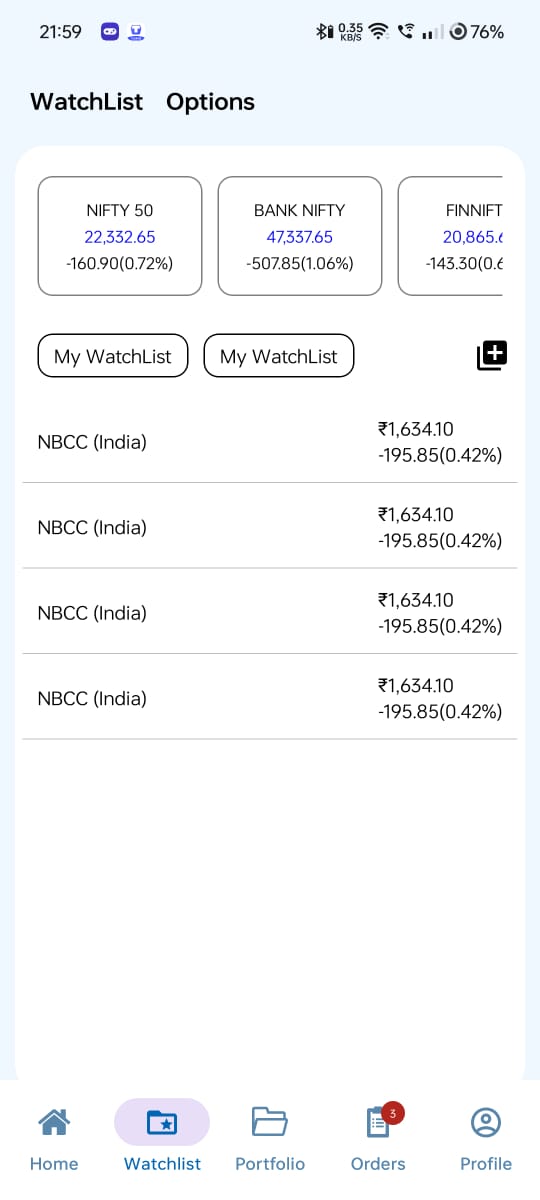 21:59 0.35 KB/S 76%
WatchList Options
NIFTY 50
22,332.65
-160.90(0.72%)
BANK NIFTY
47,337.65
-507.85(1.06%)
FINNIFT
20,865.6
-143.30(0.6
My WatchList My WatchList
NBCC (India)
₹1,634.10
-195.85(0.42%)
NBCC (India)
₹1,634.10
-195.85(0.42%)
NBCC (India)
₹1,634.10
-195.85(0.42%)
NBCC (India)
₹1,634.10
-195.85(0.42%)
3
Home Watchlist Portfolio Orders Profile